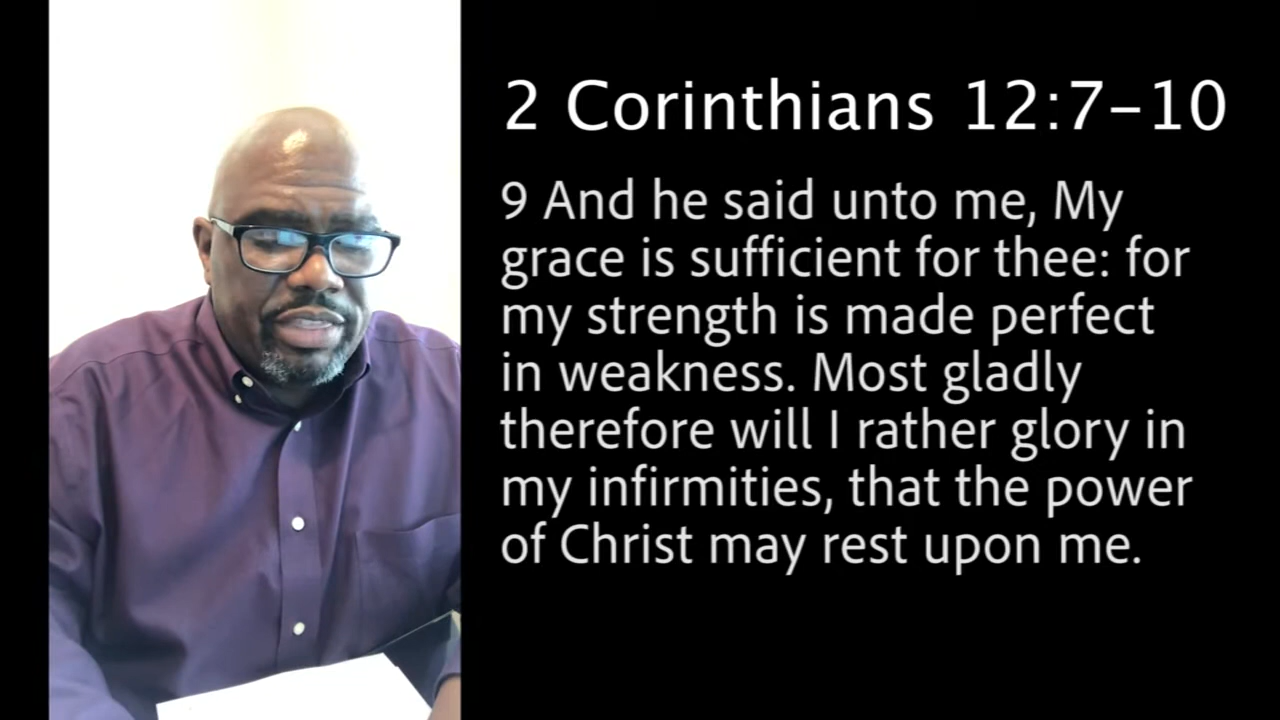 2 Corinthians 12:7–10
9 And he said unto me, My
grace is sufficient for thee: for
my strength is made perfect
in weakness. Most gladly
therefore will I rather glory in
my infirmities, that the power
of Christ may rest upon me.